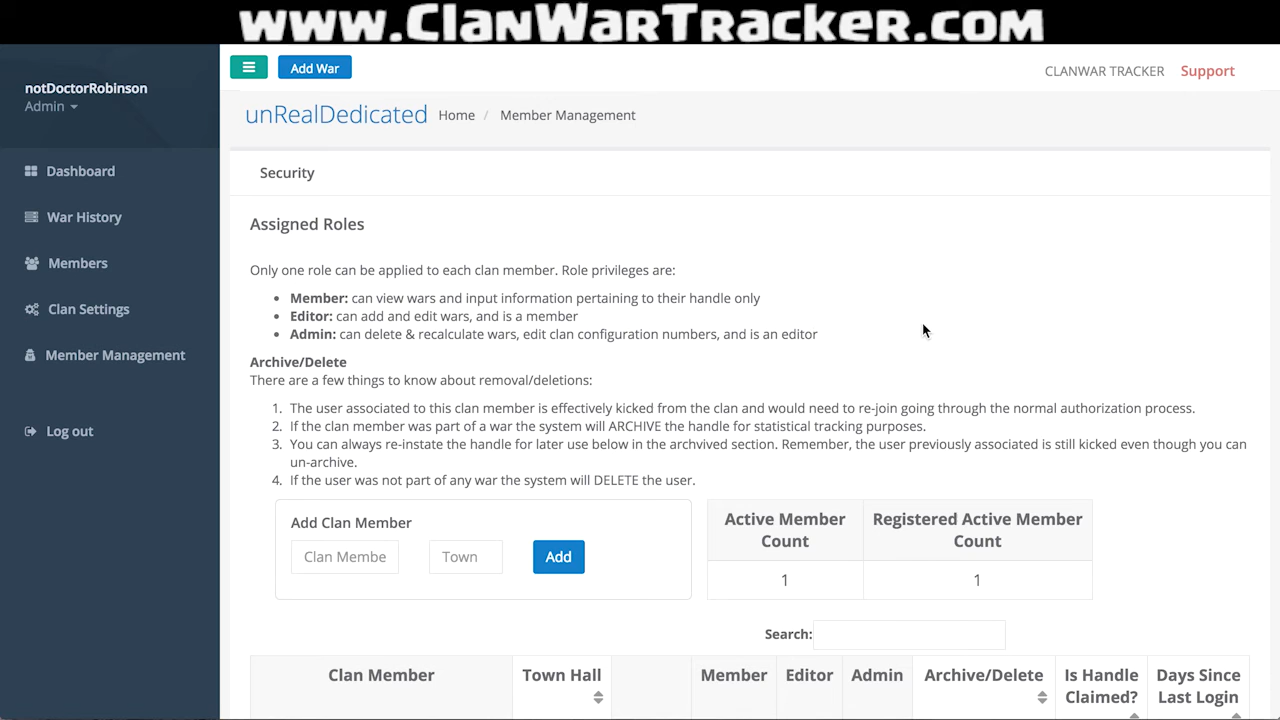 www.ClanWarTracker.com
notDoctorRobinson
Admin
Dashboard
War History
Members
Clan Settings
Member Management
Log out
Add War
CLANWAR TRACKER Support
unRealDedicated Home / Member Management
Security
Assigned Roles
Only one role can be applied to each clan member. Role privileges are:
• Member: can view wars and input information pertaining to their handle only
• Editor: can add and edit wars, and is a member
• Admin: can delete & recalculate wars, edit clan configuration numbers, and is an editor
Archive/Delete
There are a few things to know about removal/deletions:
1. The user associated to this clan member is effectively kicked from the clan and would need to re-join going through the normal authorization process.
2. If the clan member was part of a war the system will ARCHIVE the handle for statistical tracking purposes.
3. You can always re-instate the handle for later use below in the archvived section. Remember, the user previously associated is still kicked even though you can
un-archive.
4. If the user was not part of any war the system will DELETE the user.
Add Clan Member
Clan Membe Town Add
Active Member
Count
Registered Active Member
Count
1 1
Search:
Clan Member Town Hall Member Editor Admin Archive/Delete Is Handle
Claimed? Days Since
Last Login